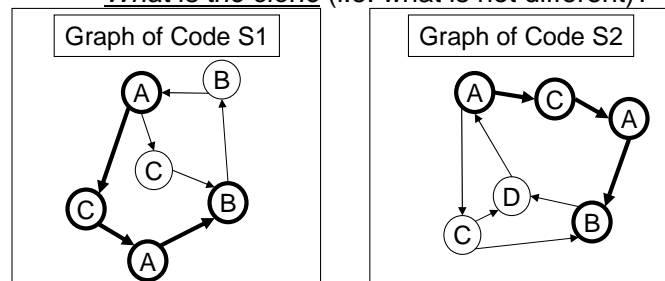 What is the clone (i.e. what is not different)?
Graph of Code S1
Graph of Code S2
A
B
C
C
B
A
A
C
A
D
B
C